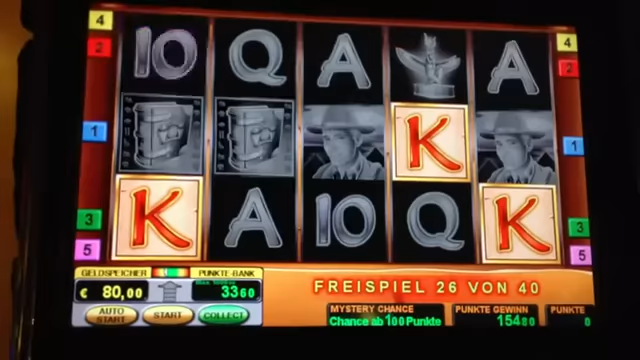 4 10 Q A A 4
2 2
1 K 1
3 K A 10 Q K 3
5 5
GELDSPEICHER PUNKTE-BANK
€ 80,00 3360
FREISPIEL 26 VON 40
AUTO START START COLLECT
MYSTERY CHANCE PUNKTE GEWINN PUNKTE
Chance ab 100 Punkte 15480 0